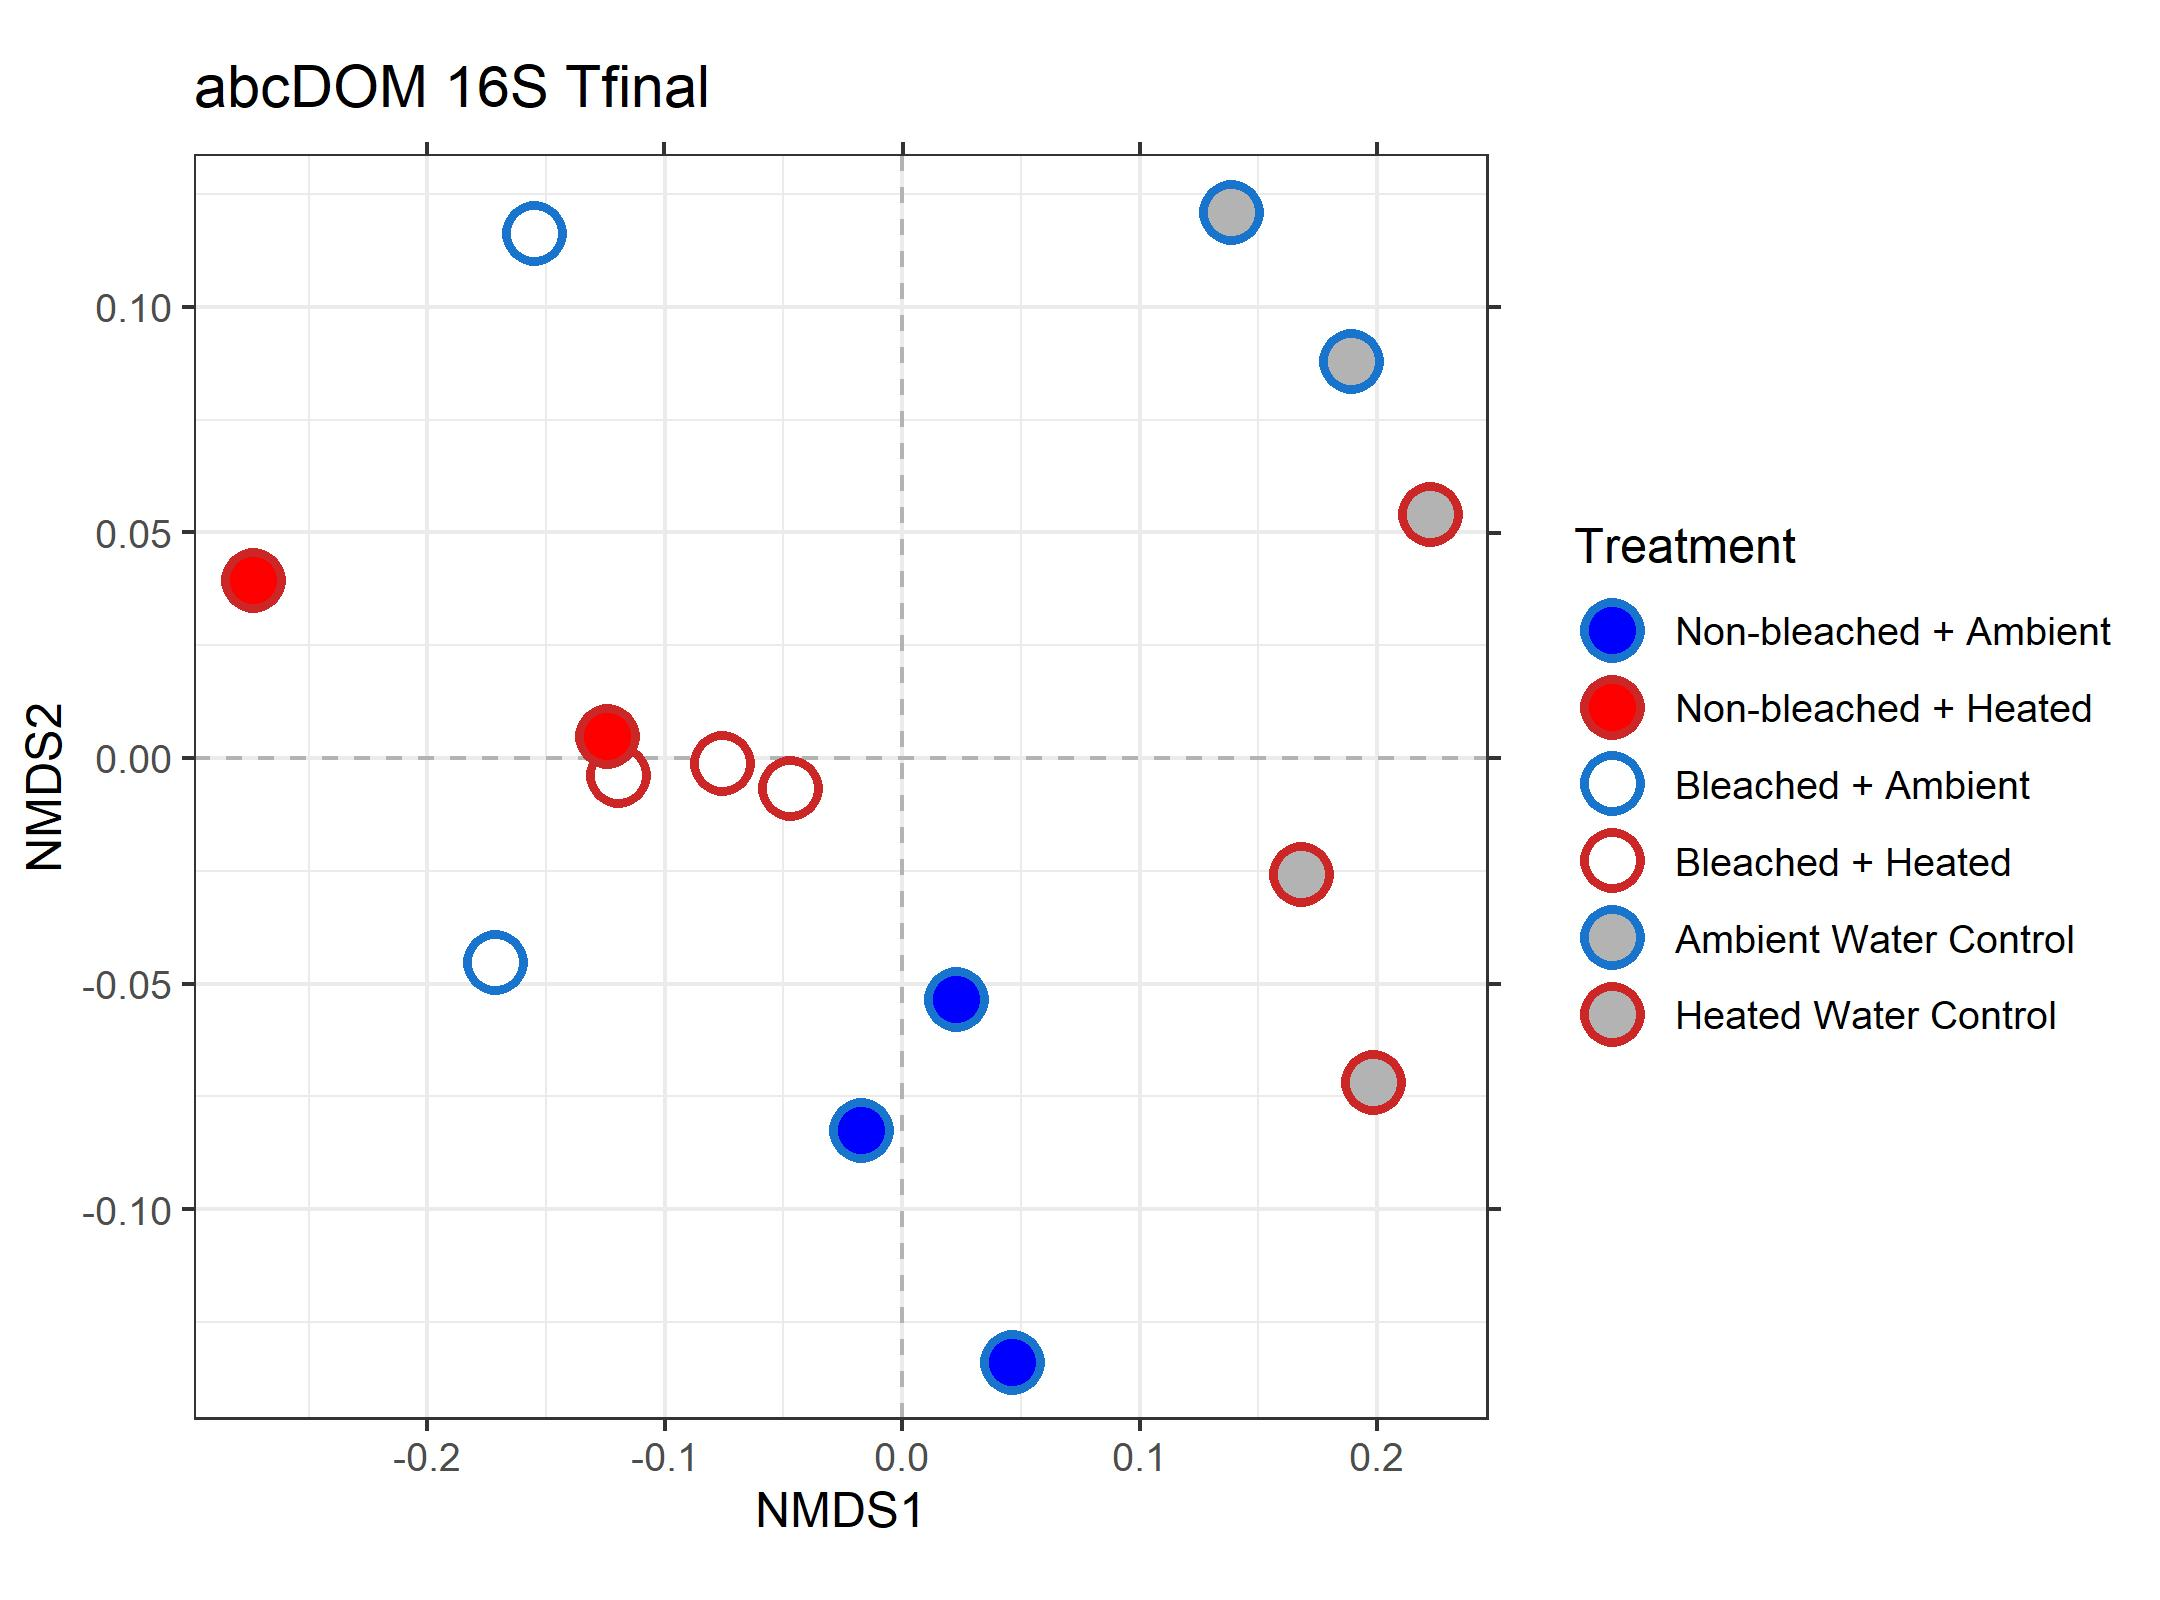 abcDOM 16S Tfinal
NMDS2
0.10
0.05
0.00
-0.05
-0.10
-0.2 -0.1 0.0 0.1 0.2
NMDS1
Treatment
Non-bleached + Ambient
Non-bleached + Heated
Bleached + Ambient
Bleached + Heated
Ambient Water Control
Heated Water Control